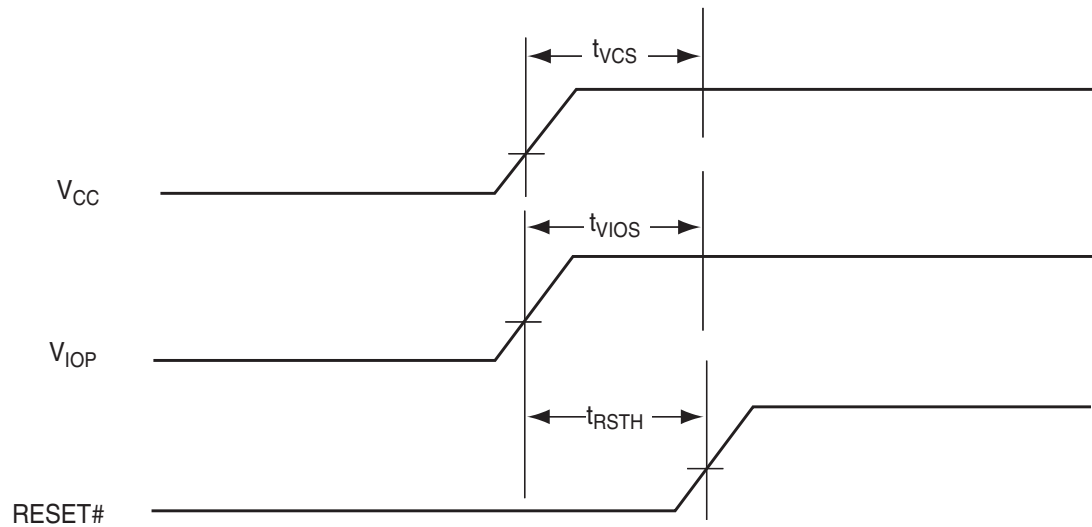 tVCS
VCC
tVIOS
VIOP
tRSTH
RESET#